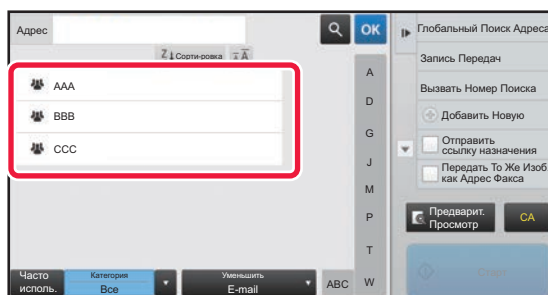 Адрес
OK
Сорти-ровка
AAA
BBB
CCC
A
D
G
J
M
P
T
W
Часто
исполь.
Категория
Все
Уменьшить
E-mail
ABC
Глобальный Поиск Адреса
Запись Передач
Вызвать Номер Поиска
Добавить Новую
Отправить
ссылку назначения
Передать То Же Изоб
как Адрес Факса
Предварит.
Просмотр
CA
Старт